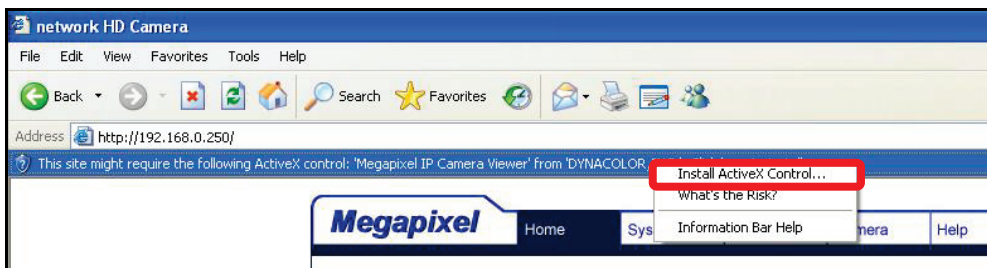 network HD Camera
File Edit View Favorites Tools Help
Back Search Favorites
Address http://192.168.0.250/
This site might require the following ActiveX control: 'Megapixel IP Camera Viewer' from 'DYNACOLOR
Install ActiveX Control...
What's the Risk?
Information Bar Help
Megapixel Home Sys mera Help